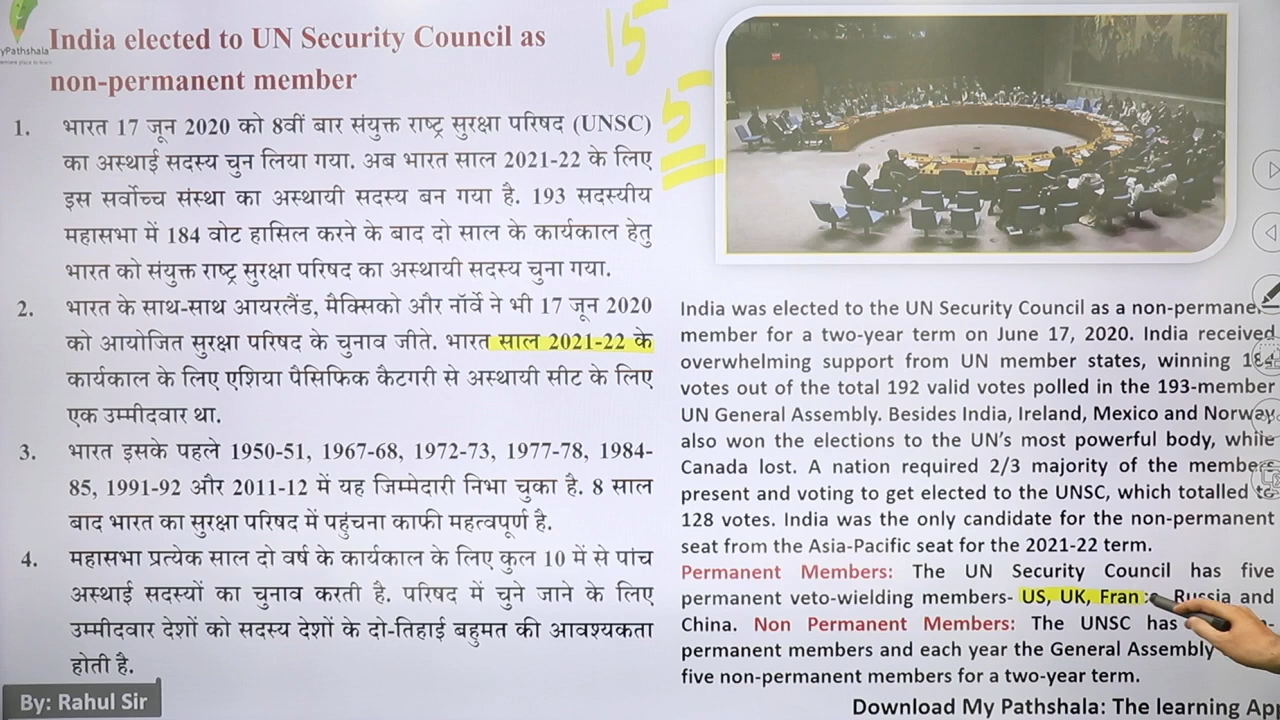 yPathshala
India elected to UN Security Council as
non-permanent member
1. भारत 17 जून 2020 को 8वीं बार संयुक्त राष्ट्र सुरक्षा परिषद (UNSC)
का अस्थाई सदस्य चुन लिया गया. अब भारत साल 2021-22 के लिए
इस सर्वोच्च संस्था का अस्थायी सदस्य बन गया है. 193 सदस्यीय
महासभा में 184 वोट हासिल करने के बाद दो साल के कार्यकाल हेतु
भारत को संयुक्त राष्ट्र सुरक्षा परिषद का अस्थायी सदस्य चुना गया.
2. भारत के साथ-साथ आयरलैंड, मैक्सिको और नॉर्वे ने भी 17 जून 2020
को आयोजित सुरक्षा परिषद के चुनाव जीते. भारत साल 2021-22 के
कार्यकाल के लिए एशिया पैसिफिक कैटगरी से अस्थायी सीट के लिए
एक उम्मीदवार था.
3. भारत इसके पहले 1950-51, 1967-68, 1972-73, 1977-78, 1984-
85, 1991-92 और 2011-12 में यह जिम्मेदारी निभा चुका है. 8 साल
बाद भारत का सुरक्षा परिषद में पहुंचना काफी महत्वपूर्ण है.
4. महासभा प्रत्येक साल दो वर्ष के कार्यकाल के लिए कुल 10 में से पांच
अस्थाई सदस्यों का चुनाव करती है. परिषद में चुने जाने के लिए
उम्मीदवार देशों को सदस्य देशों के दो-तिहाई बहुमत की आवश्यकता
होती है.
By: Rahul Sir
15
5
India was elected to the UN Security Council as a non-permane
member for a two-year term on June 17, 2020. India received
overwhelming support from UN member states, winning 184
votes out of the total 192 valid votes polled in the 193-member
UN General Assembly. Besides India, Ireland, Mexico and Norway
also won the elections to the UN's most powerful body, while
Canada lost. A nation required 2/3 majority of the members
present and voting to get elected to the UNSC, which totalled to
128 votes. India was the only candidate for the non-permanent
seat from the Asia-Pacific seat for the 2021-22 term.
Permanent Members: The UN Security Council has five
permanent veto-wielding members- US, UK, Fran Russia and
China. Non Permanent Members: The UNSC has
permanent members and each year the General Assembly
five non-permanent members for a two-year term.
Download My Pathshala: The learning App